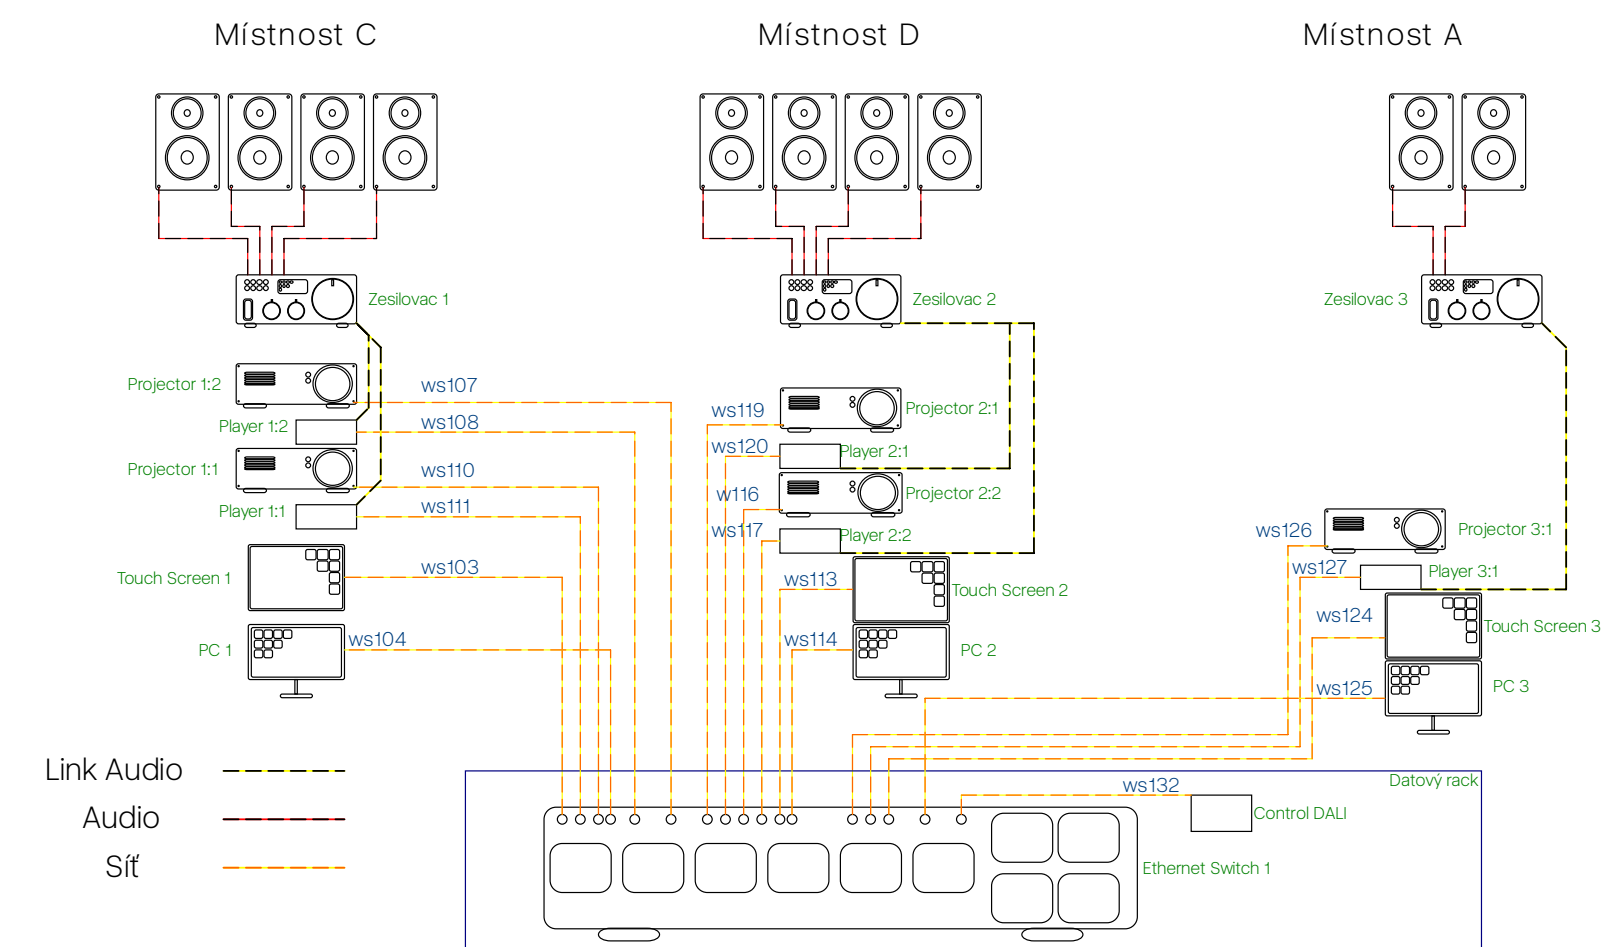 Místnost C
Místnost D
Místnost A
Zesilovac 1
Zesilovac 2
Zesilovac 3
Projector 1:2
ws107
Player 1:2
ws108
Projector 1:1
ws110
Player 1:1
ws111
Touch Screen 1
ws103
PC 1
ws104
ws119
Projector 2:1
ws120
Player 2:1
w116
Projector 2:2
ws117
Player 2:2
ws113
Touch Screen 2
ws114
PC 2
ws126
Projector 3:1
ws127
Player 3:1
ws124
Touch Screen 3
ws125
PC 3
Link Audio
Audio
Síť
Datový rack
ws132
Control DALI
Ethernet Switch 1